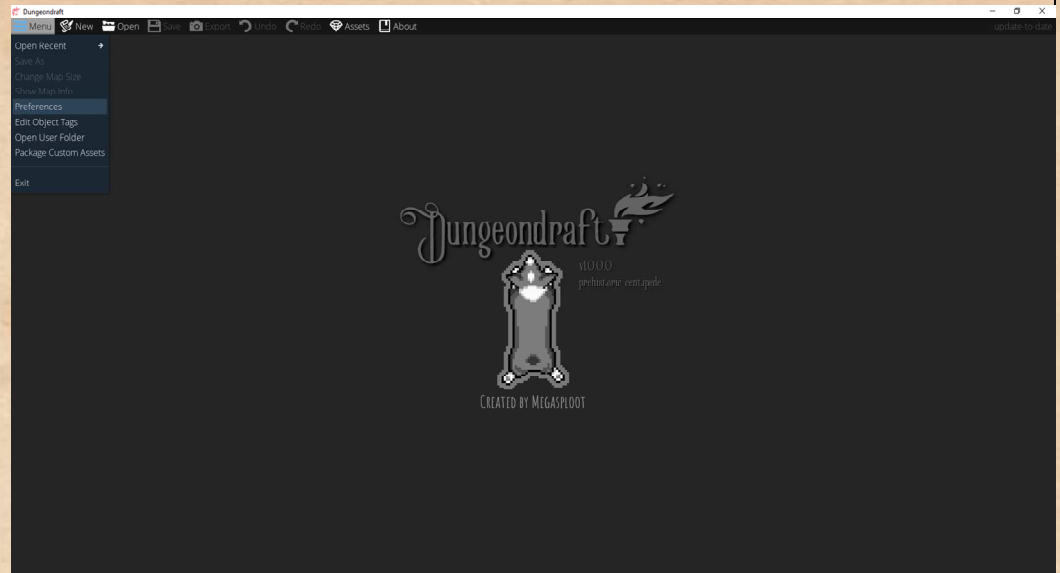 Dungeondraft
Menu New Open Save Export Undo Redo Assets About update-to-date
Open Recent
Save As
Change Map Size
Show Map Info
Preferences
Edit Object Tags
Open User Folder
Package Custom Assets
Exit
Dungeondraft
v1.0.0.0
prehistoric centipede
Created by Megasploot